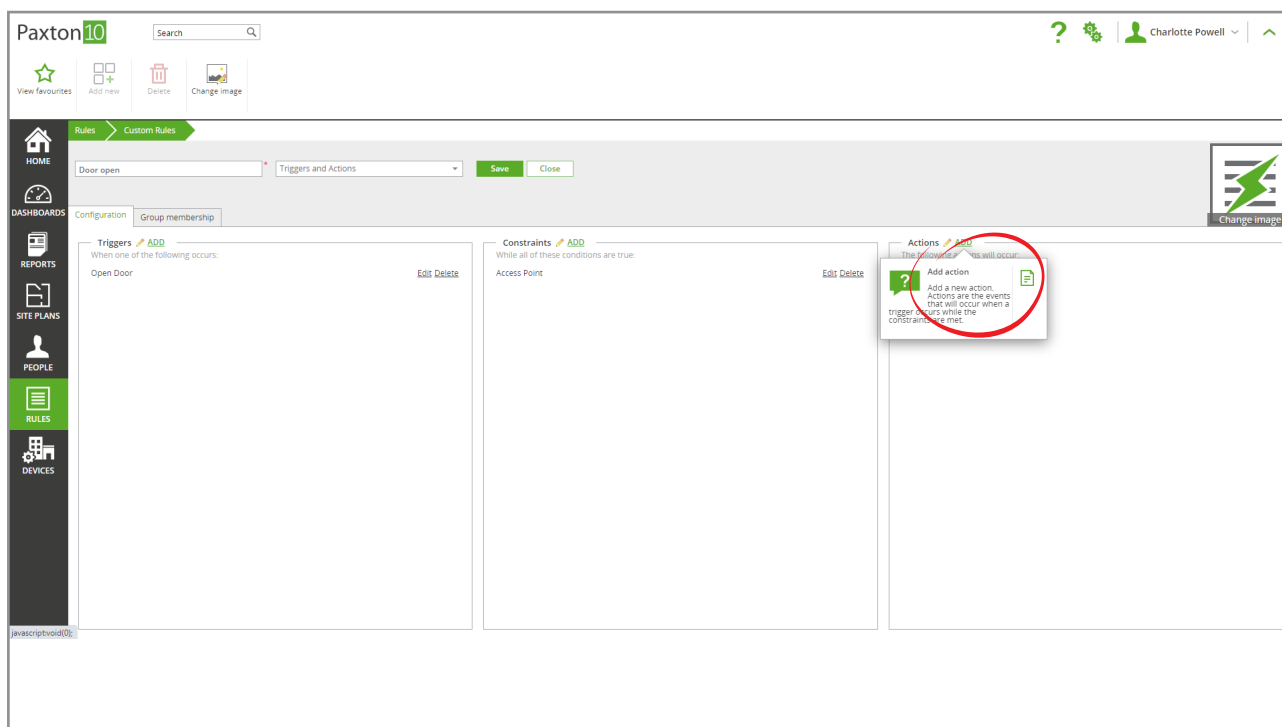 Paxton 10
Search
Charlotte Powell
View favourites
Add new
Delete
Change image
HOME
DASHBOARDS
REPORTS
SITE PLANS
PEOPLE
RULES
DEVICES
Rules
Custom Rules
Door open
*
Triggers and Actions
Save
Close
Change image
Configuration
Group membership
Triggers ADD
When one of the following occurs:
Open Door
Edit Delete
Constraints ADD
While all of these conditions are true:
Access Point
Edit Delete
Actions ADD
The following actions will occur:
?
Add action
Add a new action.
Actions are the events
that will occur when a
trigger occurs while the
constraints are met.
javascript:void(0);